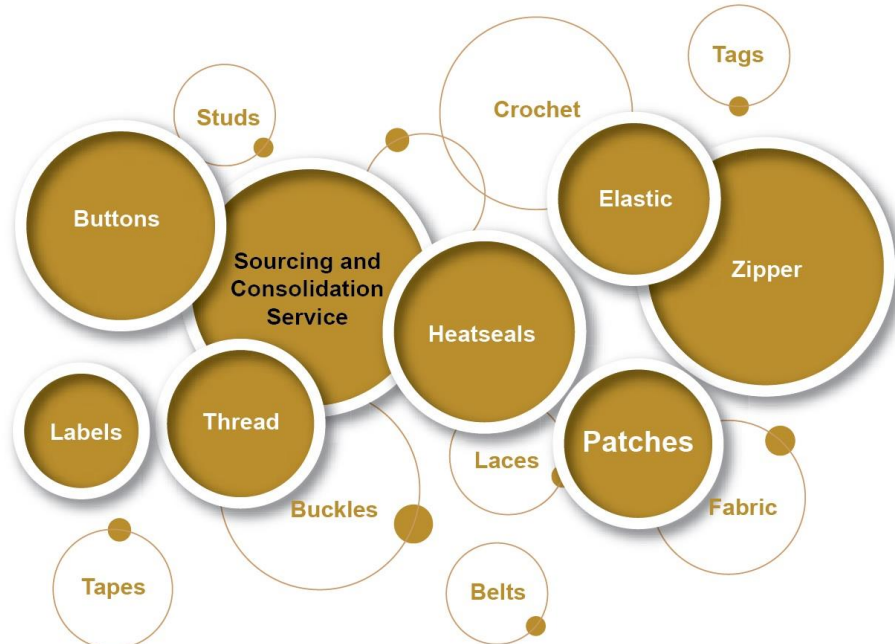 Tags
Crochet
Studs
Elastic
Buttons
Sourcing and
Consolidation
Service
Zipper
Heatseals
Thread
Labels
Patches
Laces
Buckles
Fabric
Tapes
Belts